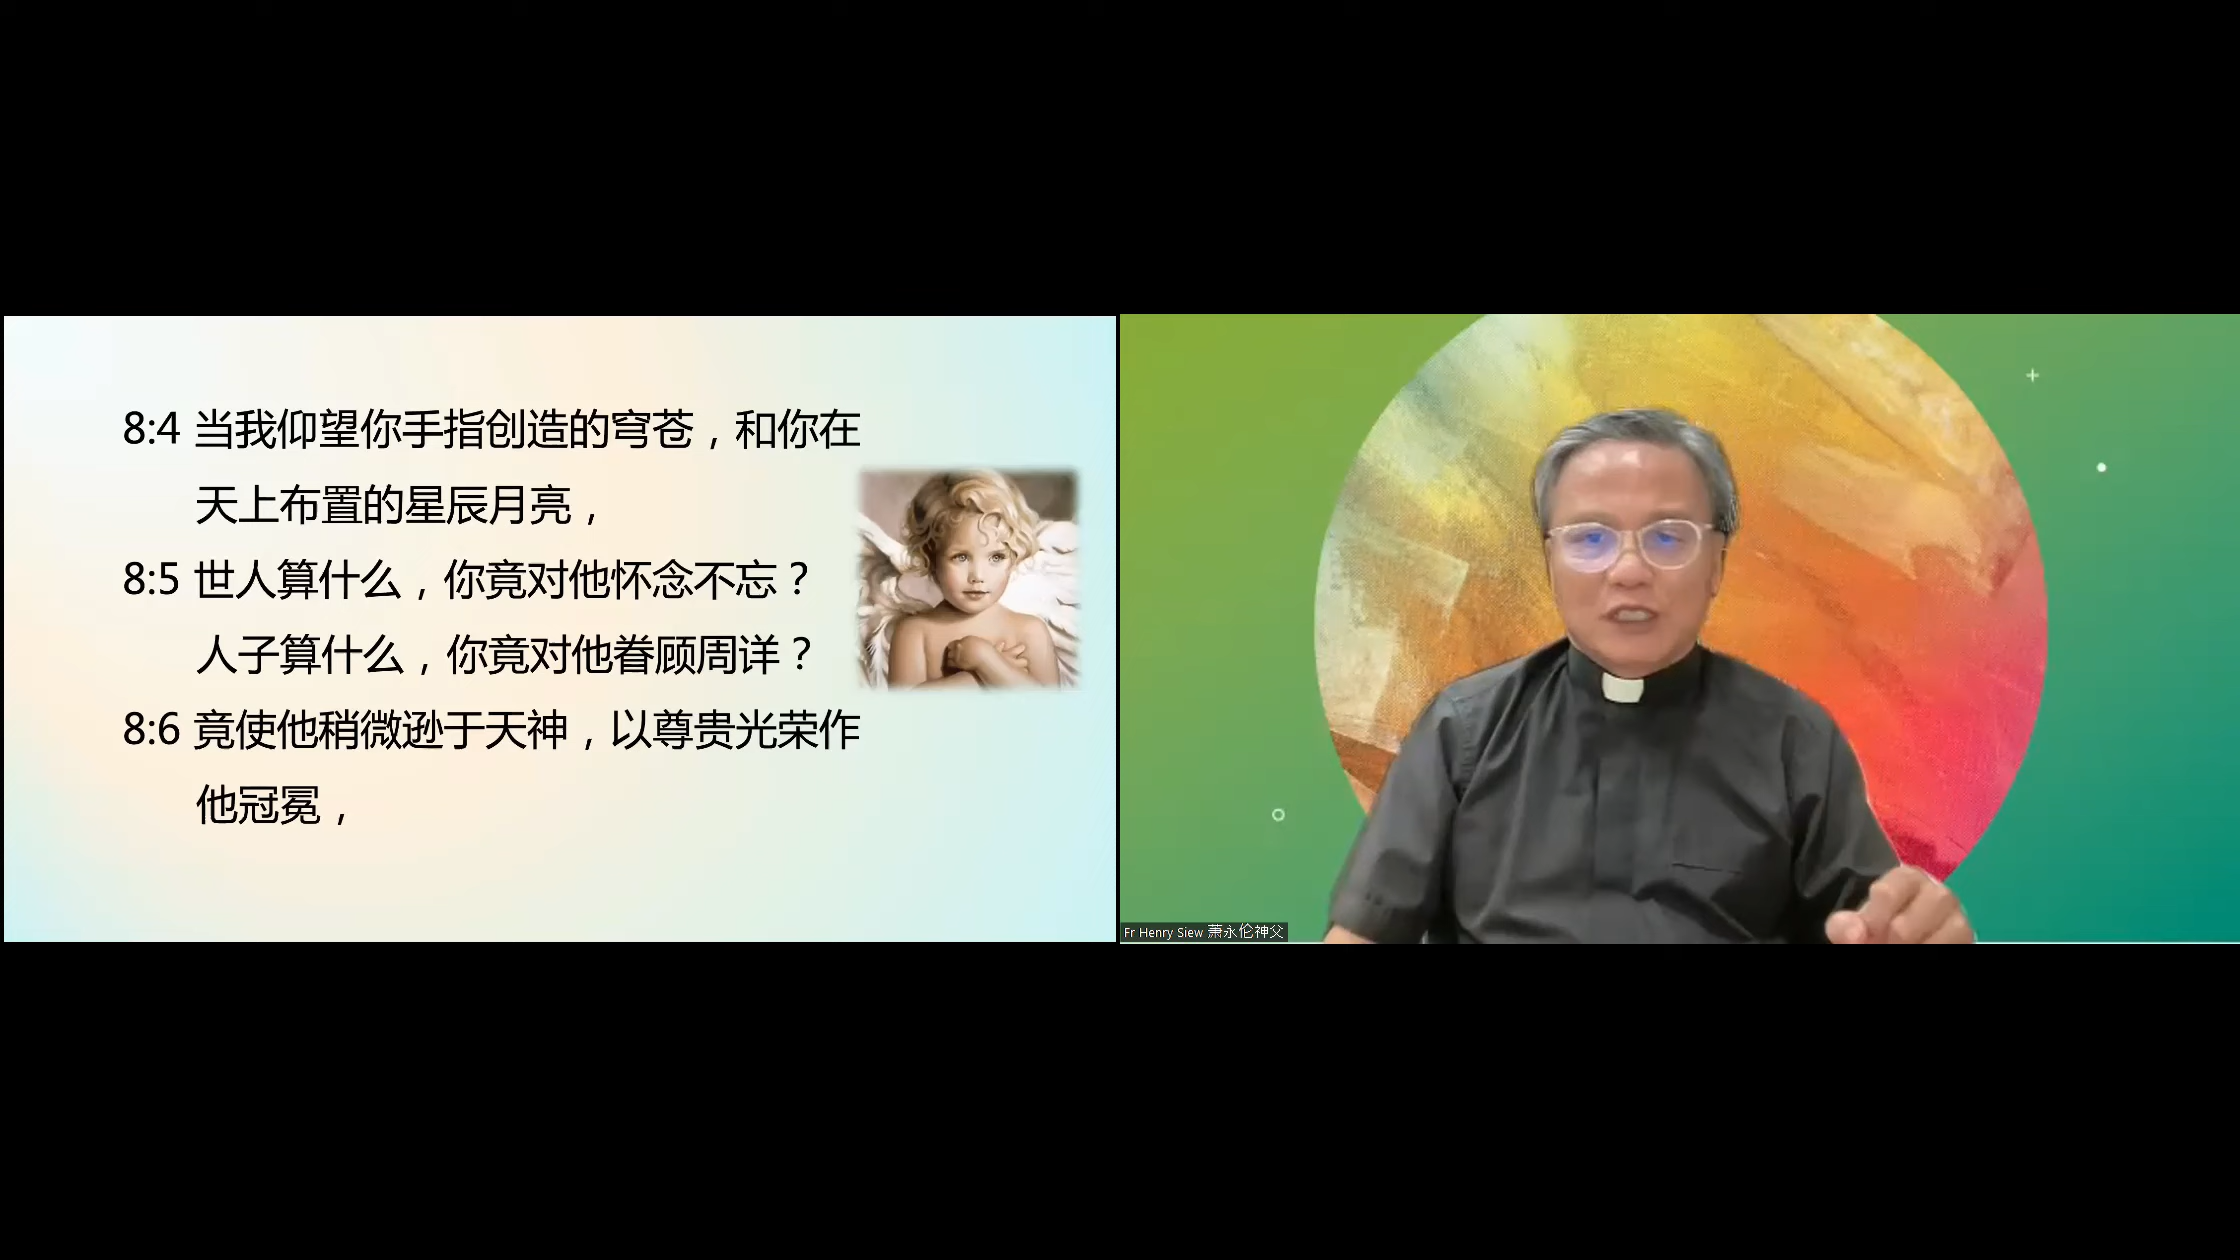 8:4 当我仰望你手指创造的穹苍，和你在
天上布置的星辰月亮，
8:5 世人算什么，你竟对他怀念不忘？
人子算什么，你竟对他眷顾周详？
8:6 竟使他稍微逊于天神，以尊贵光荣作
他冠冕，
Fr Henry Siew 萧永伦神父